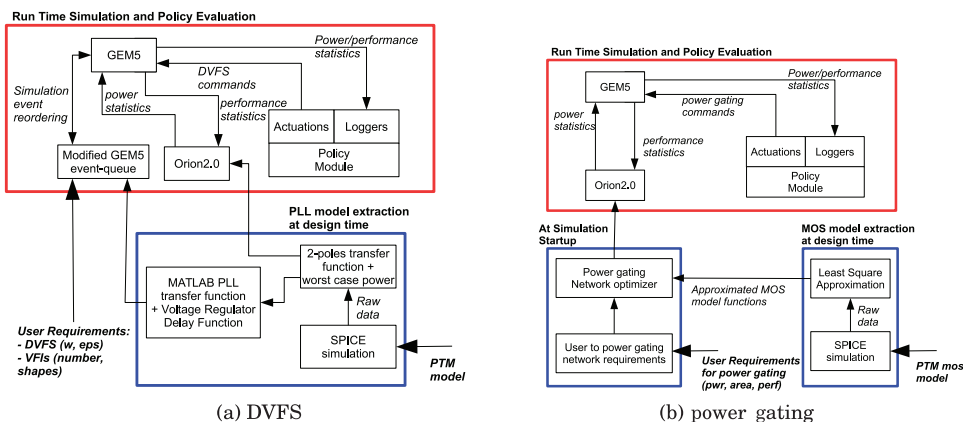 Run Time Simulation and Policy Evaluation
GEM5
Power/performance
statistics
DVFS
commands
Simulation
event
reordering
power
statistics
performance
statistics
Actuations
Loggers
Policy
Module
Modified GEM5
event-queue
Orion2.0
PLL model extraction
at design time
2-poles transfer
function +
worst case power
MATLAB PLL
transfer function
+ Voltage Regulator
Delay Function
Raw
data
SPICE
simulation
User Requirements:
- DVFS (w, eps)
- VFIs (number,
shapes)
PTM
model
(a) DVFS
Run Time Simulation and Policy Evaluation
GEM5
Power/performance
statistics
power gating
commands
power
statistics
performance
statistics
Actuations
Loggers
Policy
Module
Orion2.0
At Simulation
Startup
MOS model extraction
at design time
Power gating
Network optimizer
Least Square
Approximation
Approximated MOS
model functions
Raw
data
User to power gating
network requirements
SPICE
simulation
User Requirements
for power gating
(pwr, area, perf)
PTM mos
model
(b) power gating